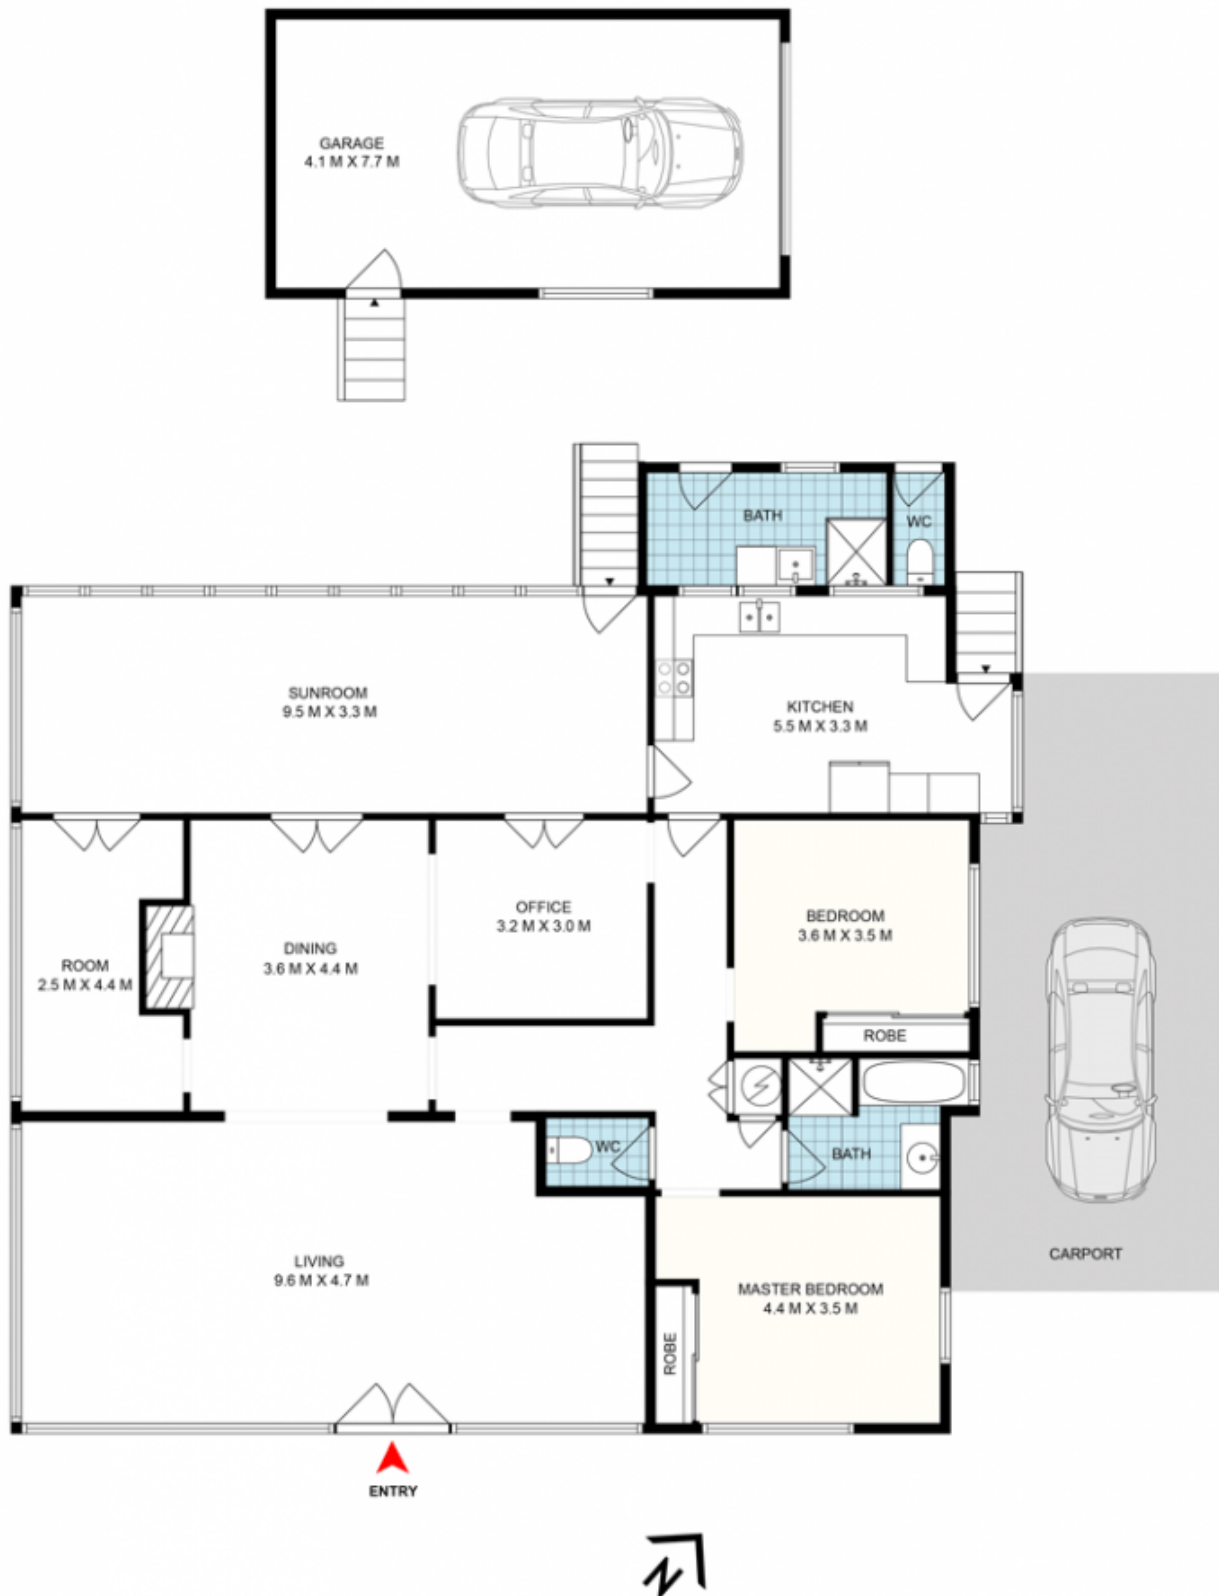 GARAGE
4.1 M X 7.7 M
BATH
WC
SUNROOM
9.5 M X 3.3 M
KITCHEN
5.5 M X 3.3 M
OFFICE
3.2 M X 3.0 M
BEDROOM
3.6 M X 3.5 M
DINING
3.6 M X 4.4 M
ROOM
2.5 M X 4.4 M
ROBE
WC
BATH
LIVING
9.6 M X 4.7 M
MASTER BEDROOM
4.4 M X 3.5 M
CARPORT
ROBE
ENTRY
N